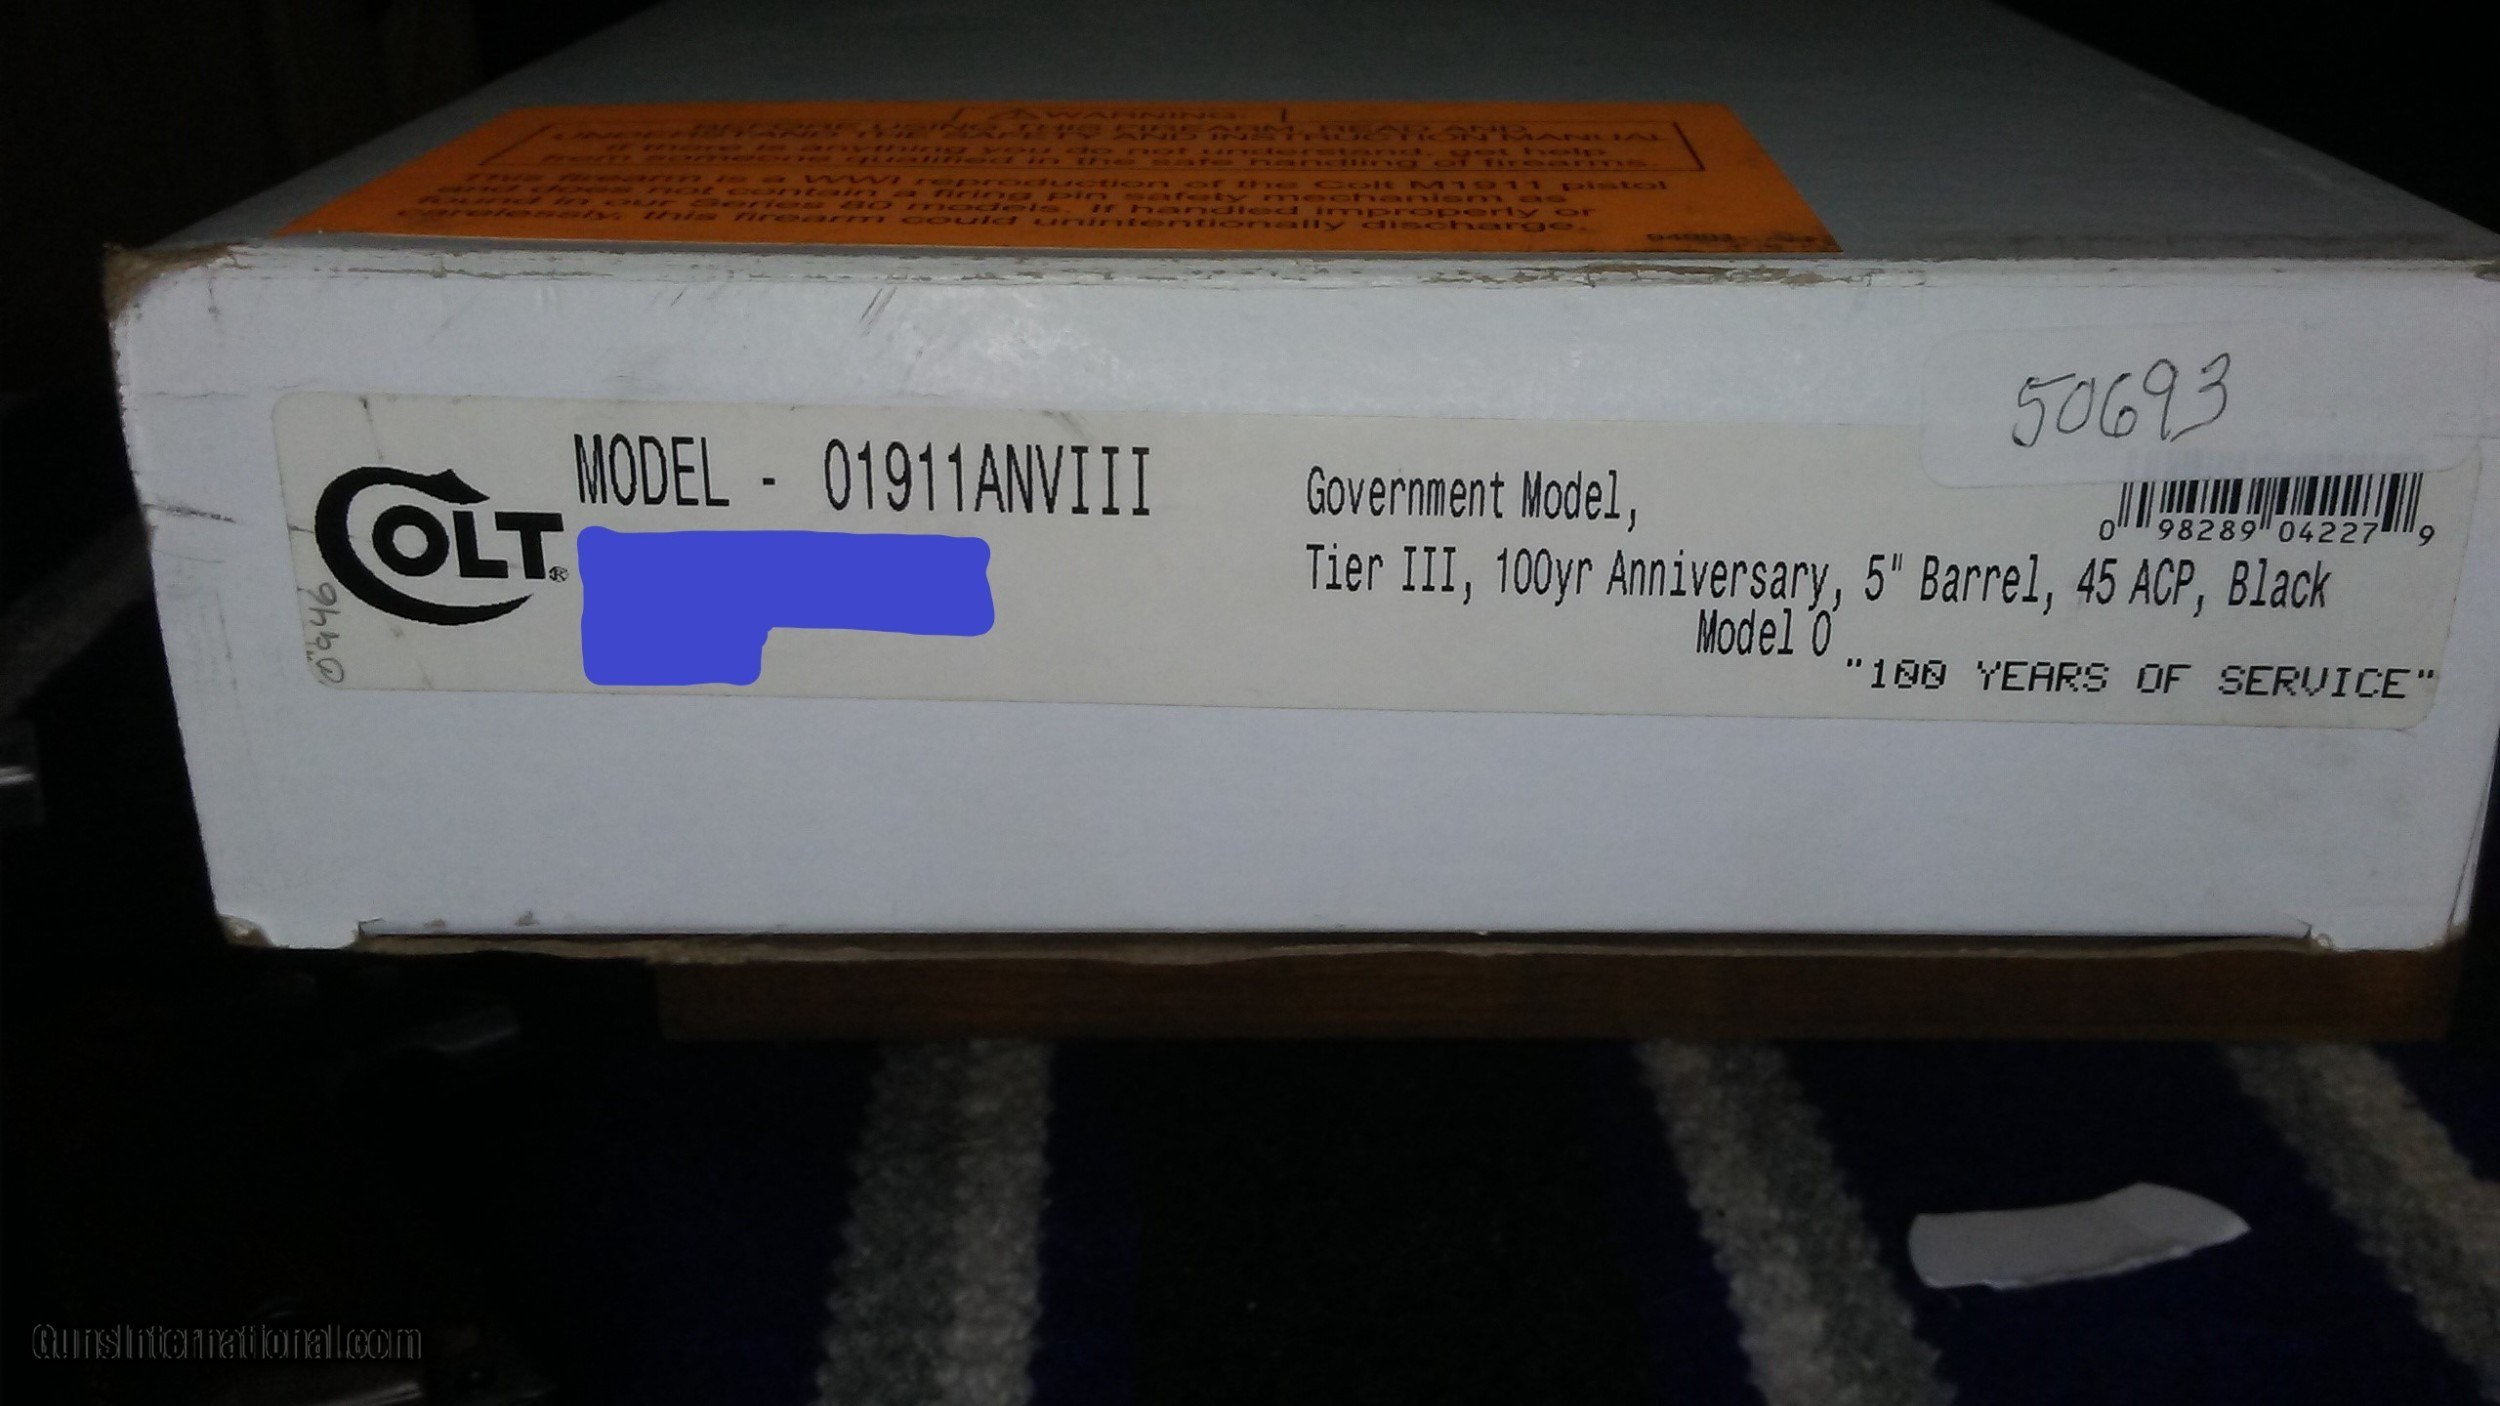 WARNING
BEFORE USING THIS FIREARM, READ AND
UNDERSTAND THE SAFETY AND INSTRUCTION MANUAL
If there is anything you do not understand, get help
from someone qualified in the safe handling of firearms.
This firearm is a WWI reproduction of the Colt M1911 pistol
and does not contain a firing pin safety mechanism as
found in our Series 80 models. If handled improperly or
carelessly, this firearm could unintentionally discharge.
50693
COLT®
MODEL - 01911ANVIII
Government Model,
0 98289 04227 9
Tier III, 100yr Anniversary, 5" Barrel, 45 ACP, Black
Model O
"100 YEARS OF SERVICE"
GunsInternational.com